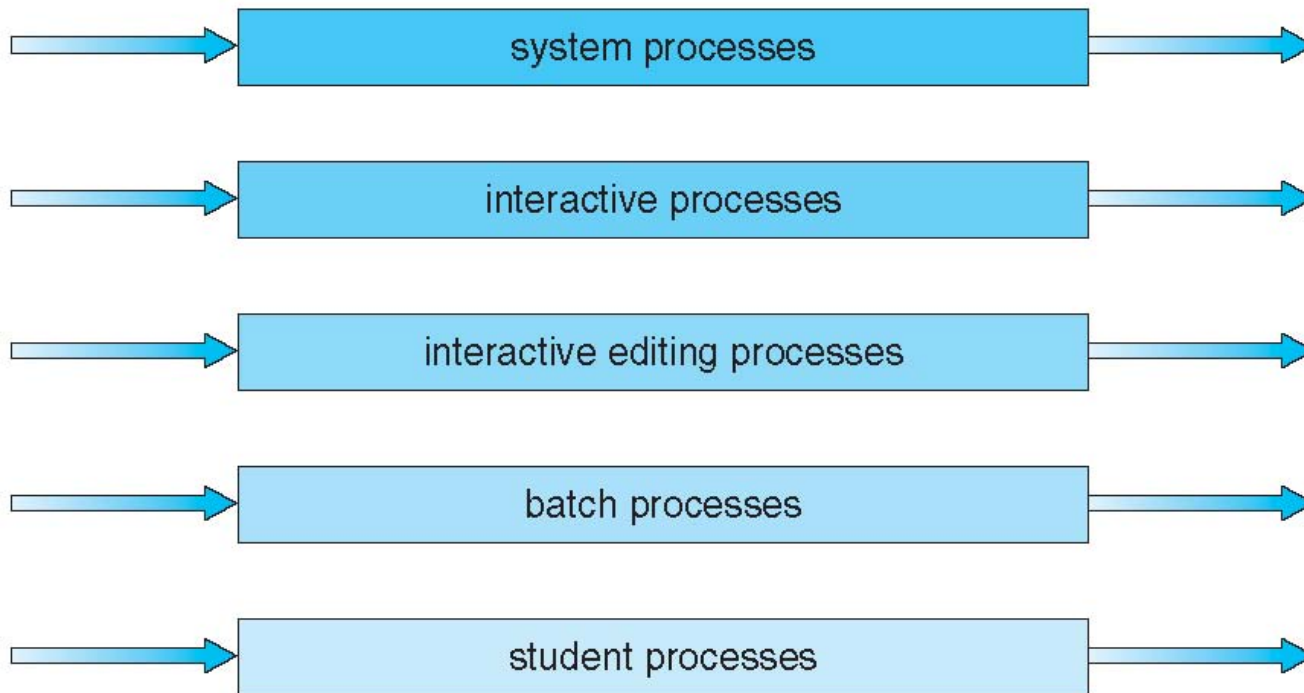 system processes
interactive processes
interactive editing processes
batch processes
student processes